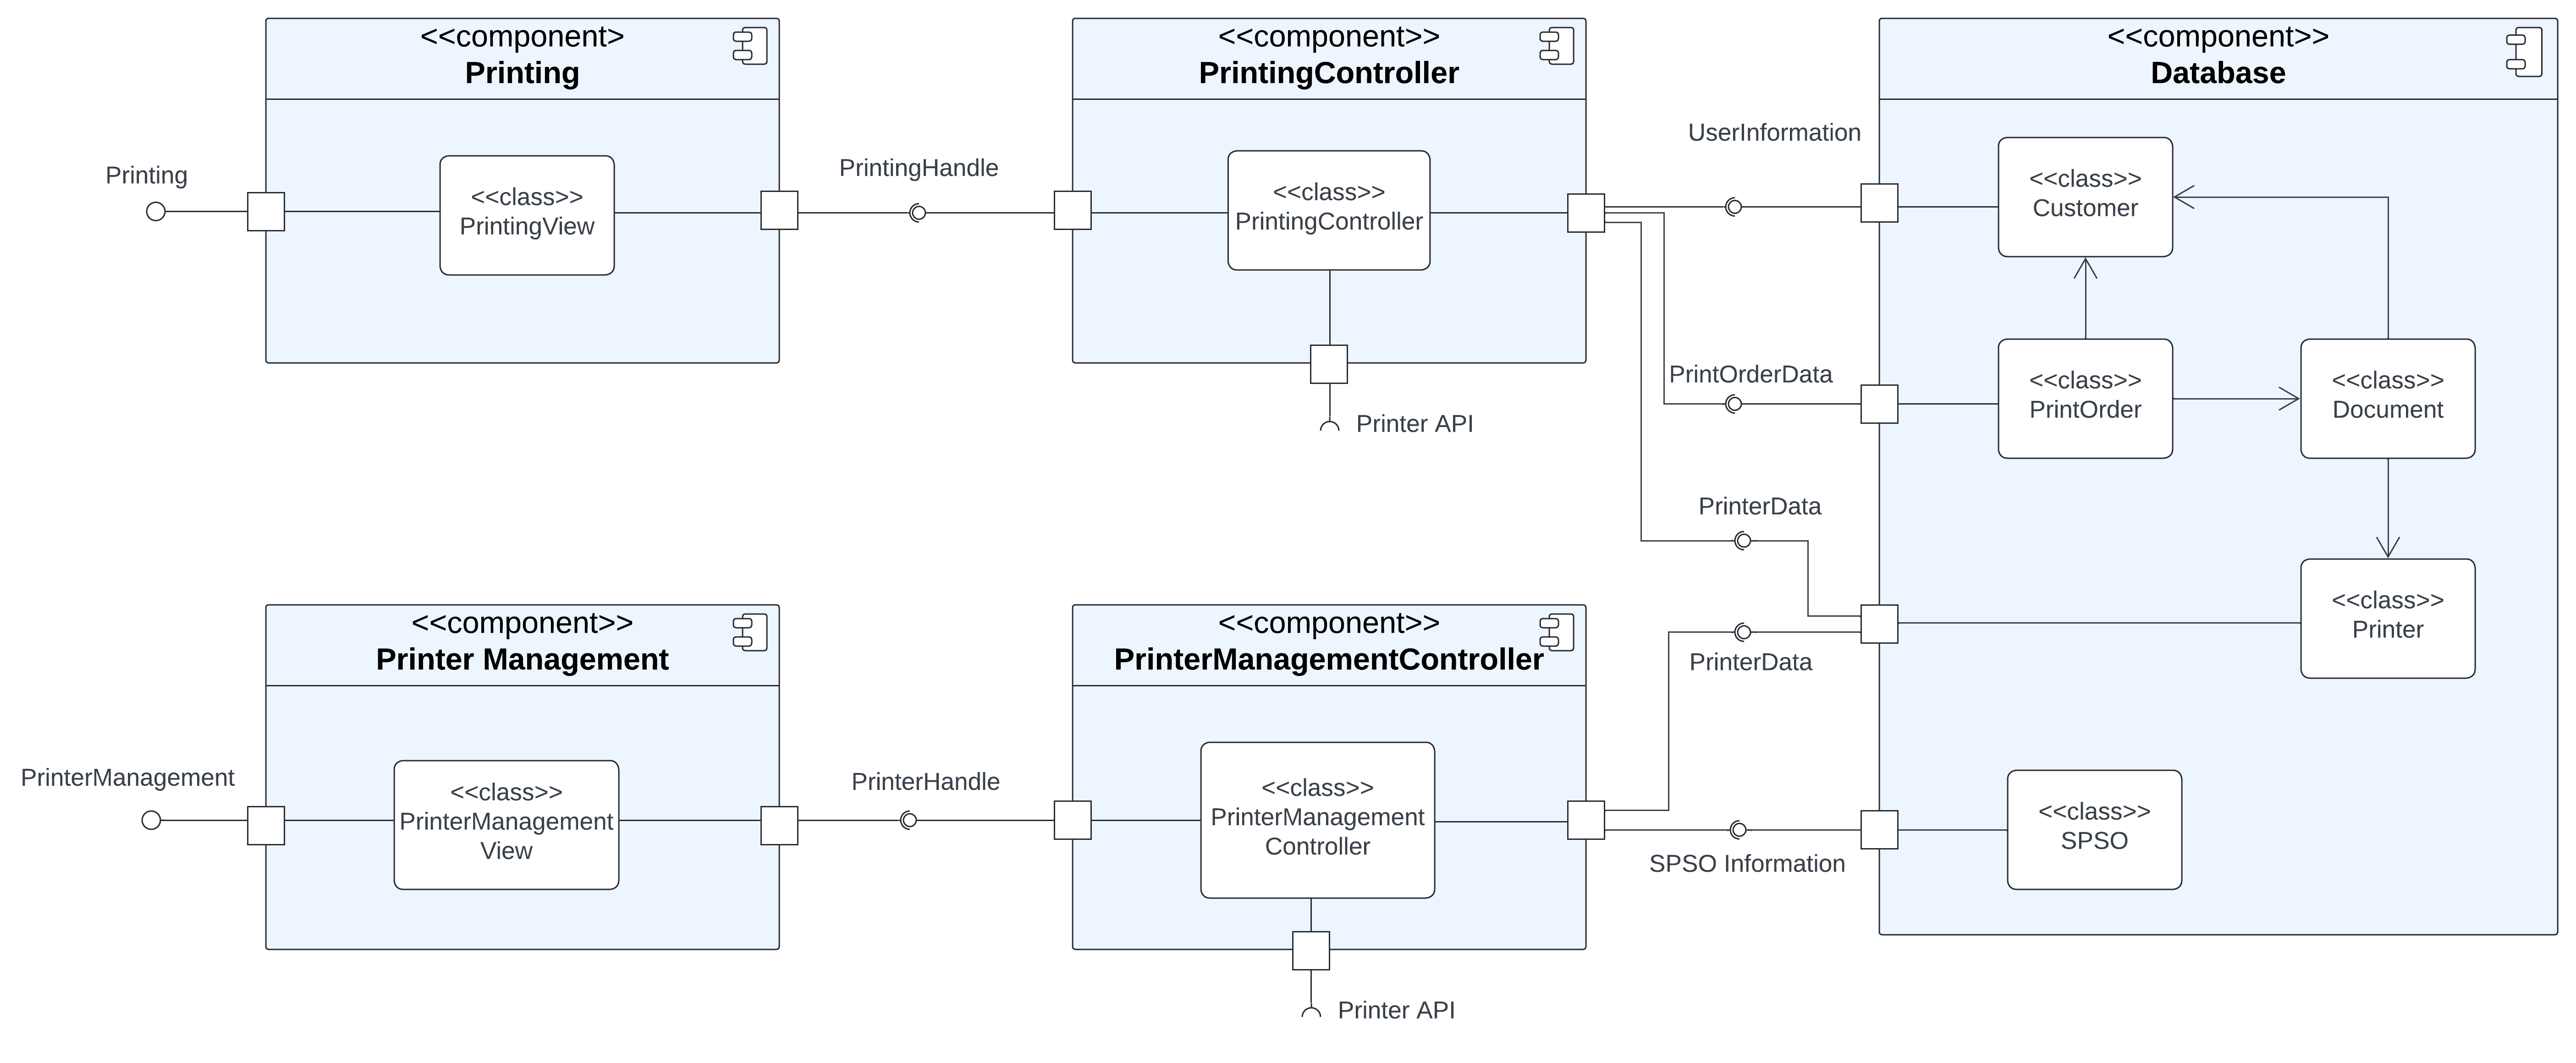 <<component>
Printing
<<component>>
PrintingController
<<component>>
Database
Printing
<<class>>
PrintingView
PrintingHandle
<<class>>
PrintingController
Printer API
UserInformation
PrintOrderData
PrinterData
PrinterData
SPSO Information
<<class>>
Customer
<<class>>
PrintOrder
<<class>>
Document
<<class>>
Printer
<<class>>
SPSO
<<component>>
Printer Management
<<component>>
PrinterManagementController
PrinterManagement
<<class>>
PrinterManagement
View
PrinterHandle
<<class>>
PrinterManagement
Controller
Printer API